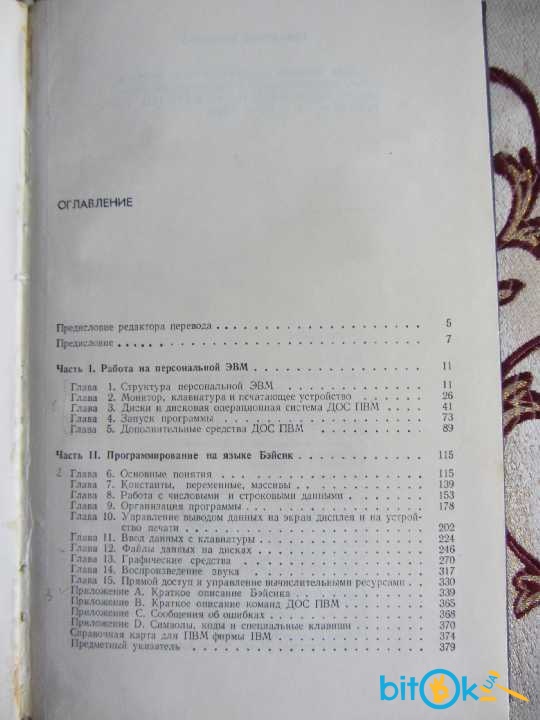 ОГЛАВЛЕНИЕ
Предисловие редактора перевода . . . . . . . . . . . . . . . . . . . 5
Предисловие . . . . . . . . . . . . . . . . . . . . . . . . . . . . 7
Часть I. Работа на персональной ЭВМ . . . . . . . . . . . . . . . . 11
Глава 1. Структура персональной ЭВМ . . . . . . . . . . . . . . 11
Глава 2. Монитор, клавиатура и печатающее устройство . . . . . . 26
Глава 3. Диски и дисковая операционная система ДОС ПВМ . . . . 41
Глава 4. Запуск программы . . . . . . . . . . . . . . . . . . . 73
Глава 5. Дополнительные средства ДОС ПВМ . . . . . . . . . . . 89
Часть II. Программирование на языке Бэйсик . . . . . . . . . . . . 115
2
Глава 6. Основные понятия . . . . . . . . . . . . . . . . . . . 115
Глава 7. Константы, переменные, массивы . . . . . . . . . . . . 139
Глава 8. Работа с числовыми и строковыми данными . . . . . . . 153
Глава 9. Организация программы . . . . . . . . . . . . . . . . 178
Глава 10. Управление выводом данных на экран дисплея и на устрой-
ство печати . . . . . . . . . . . . . . . . . . . . . . 202
Глава 11. Ввод данных с клавиатуры . . . . . . . . . . . . . . . 224
Глава 12. Файлы данных на дисках . . . . . . . . . . . . . . . . 246
Глава 13. Графические средства . . . . . . . . . . . . . . . . . 270
Глава 14. Воспроизведение звука . . . . . . . . . . . . . . . . 317
Глава 15. Прямой доступ и управление вычислительными ресурсами . . 330
3
Приложение A. Краткое описание Бэйсика . . . . . . . . . . . . . 339
Приложение B. Краткое описание команд ДОС ПВМ . . . . . . . . . 365
Приложение C. Сообщения об ошибках . . . . . . . . . . . . . . . 368
Приложение D. Символы, коды и специальные клавиши . . . . . . . 370
Справочная карта для ПВМ фирмы IBM . . . . . . . . . . . . . . . 374
Предметный указатель . . . . . . . . . . . . . . . . . . . . . . 379
bitok.UA